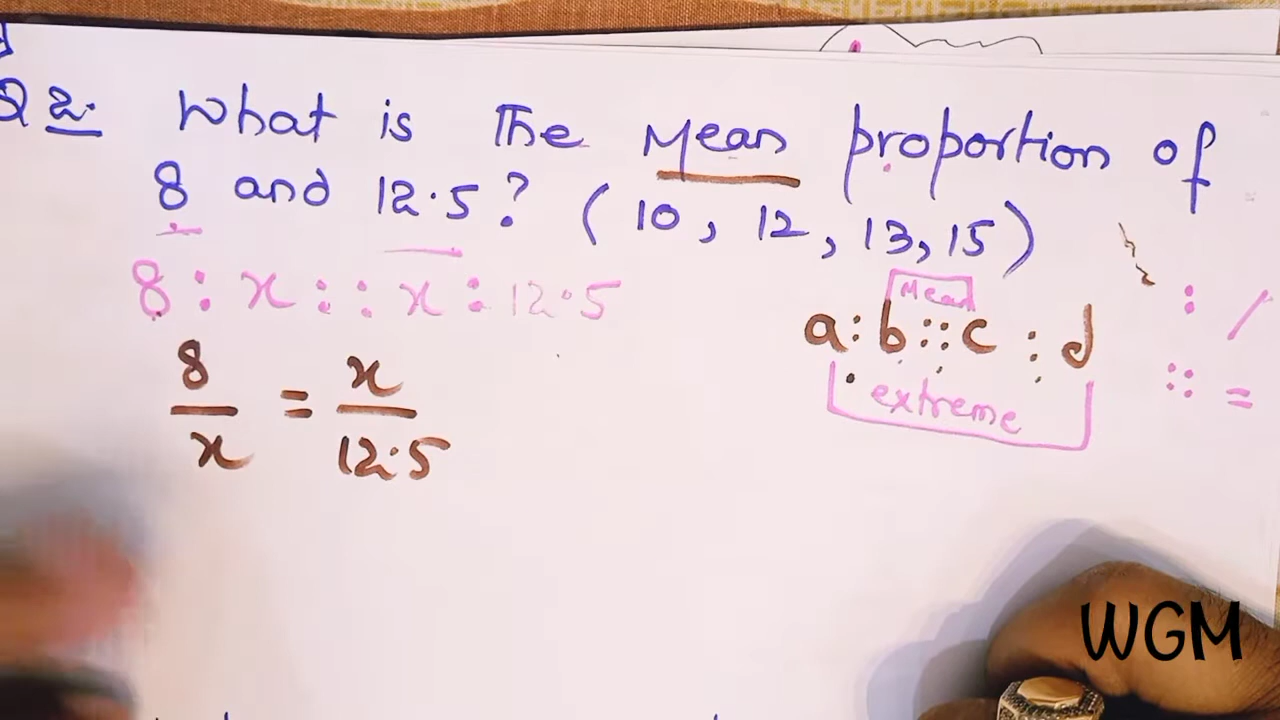 Q2. What is The Mean proportion of
8 and 12.5? (10, 12, 13, 15)
8 : x :: x : 12.5
8/x = x/12.5
Mean
a : b :: c : d
extreme
: /
:: =
WGM